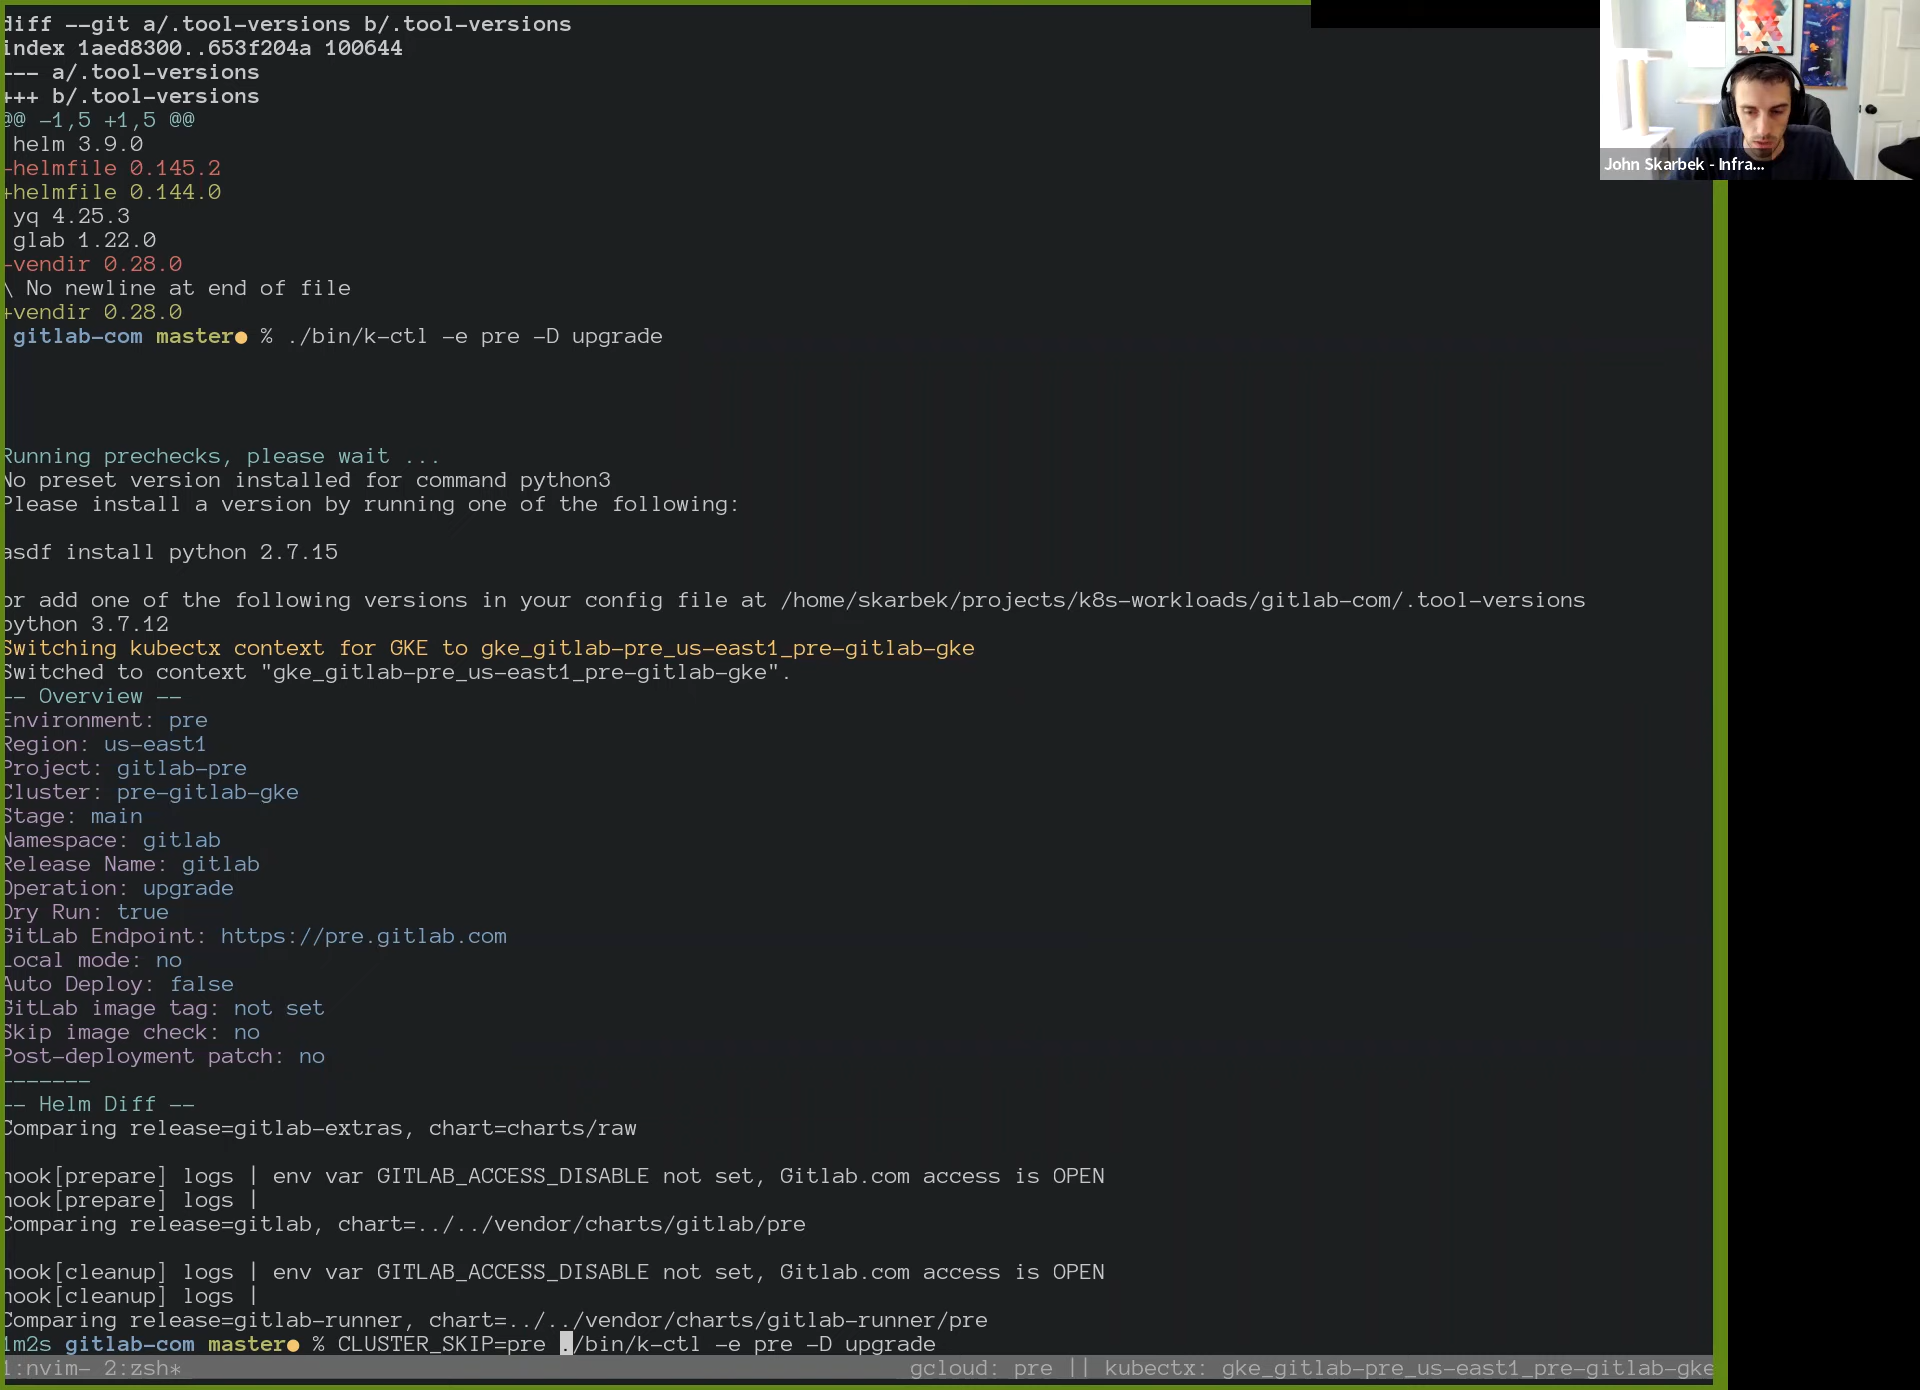 diff --git a/.tool-versions b/.tool-versions
index 1aed8300..653f204a 100644
--- a/.tool-versions
+++ b/.tool-versions
@@ -1,5 +1,5 @@
helm 3.9.0
-helmfile 0.145.2
+helmfile 0.144.0
yq 4.25.3
glab 1.22.0
-vendir 0.28.0
\ No newline at end of file
+vendir 0.28.0
gitlab-com master● % ./bin/k-ctl -e pre -D upgrade
Running prechecks, please wait ...
No preset version installed for command python3
Please install a version by running one of the following:
asdf install python 2.7.15
or add one of the following versions in your config file at /home/skarbek/projects/k8s-workloads/gitlab-com/.tool-versions
python 3.7.12
Switching kubectx context for GKE to gke_gitlab-pre_us-east1_pre-gitlab-gke
Switched to context "gke_gitlab-pre_us-east1_pre-gitlab-gke".
-- Overview --
Environment: pre
Region: us-east1
Project: gitlab-pre
Cluster: pre-gitlab-gke
Stage: main
Namespace: gitlab
Release Name: gitlab
Operation: upgrade
Dry Run: true
GitLab Endpoint: https://pre.gitlab.com
Local mode: no
Auto Deploy: false
GitLab image tag: not set
Skip image check: no
Post-deployment patch: no
-------
-- Helm Diff --
Comparing release=gitlab-extras, chart=charts/raw
hook[prepare] logs | env var GITLAB_ACCESS_DISABLE not set, Gitlab.com access is OPEN
hook[prepare] logs |
Comparing release=gitlab, chart=../../vendor/charts/gitlab/pre
hook[cleanup] logs | env var GITLAB_ACCESS_DISABLE not set, Gitlab.com access is OPEN
hook[cleanup] logs |
Comparing release=gitlab-runner, chart=../../vendor/charts/gitlab-runner/pre
1m2s gitlab-com master● % CLUSTER_SKIP=pre ./bin/k-ctl -e pre -D upgrade
1:nvim- 2:zsh* gcloud: pre || kubectx: gke_gitlab-pre_us-east1_pre-gitlab-gke
John Skarbek - Infra...